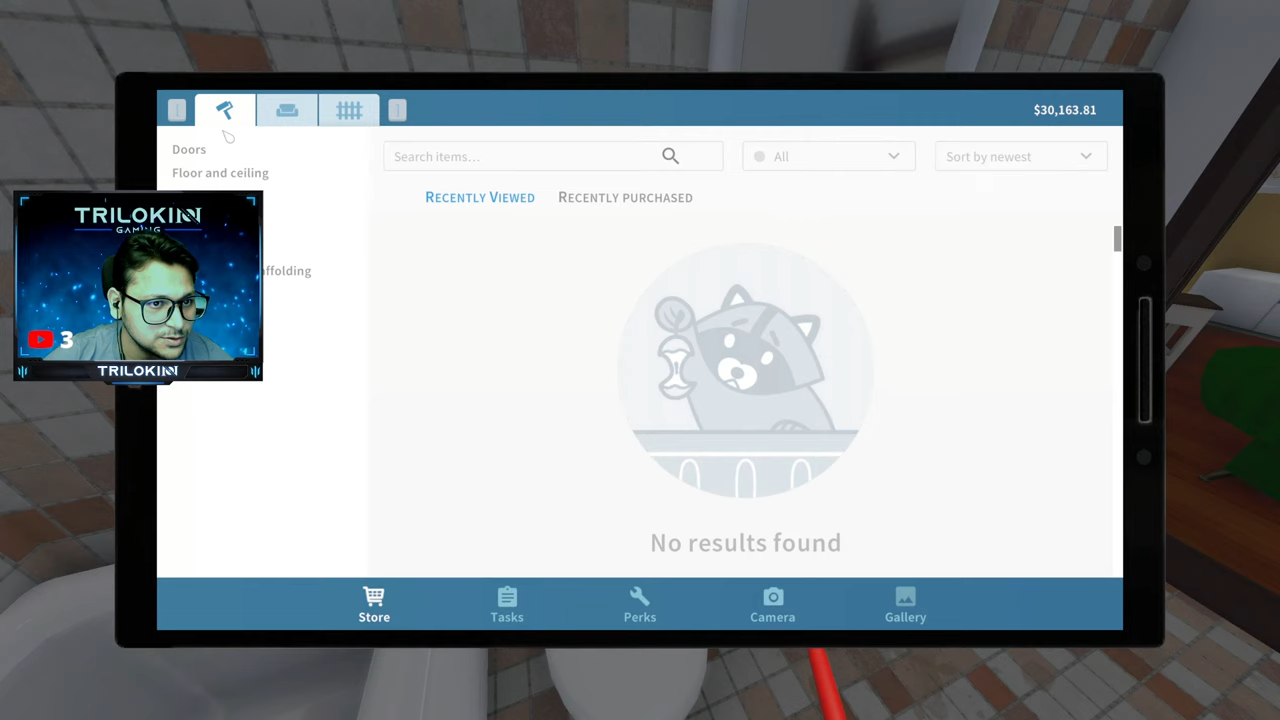 $30,163.81
Doors
Search items...
All
Sort by newest
Floor and ceiling
RECENTLY VIEWED
RECENTLY PURCHASED
TRILOKIN
GAMING
ffolding
3
TRILOKIN
No results found
Store
Tasks
Perks
Camera
Gallery